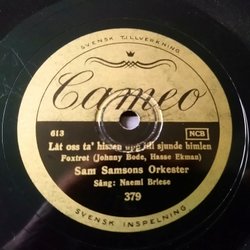 SVENSK TILLVERKNING
Cameo
613
NCB
Låt oss ta' hissen upp till sjunde himlen
Foxtrot (Johnny Bode, Hasse Ekman)
Sam Samsons Orkester
Sång: Naemi Briese
379
SVENSK INSPELNING